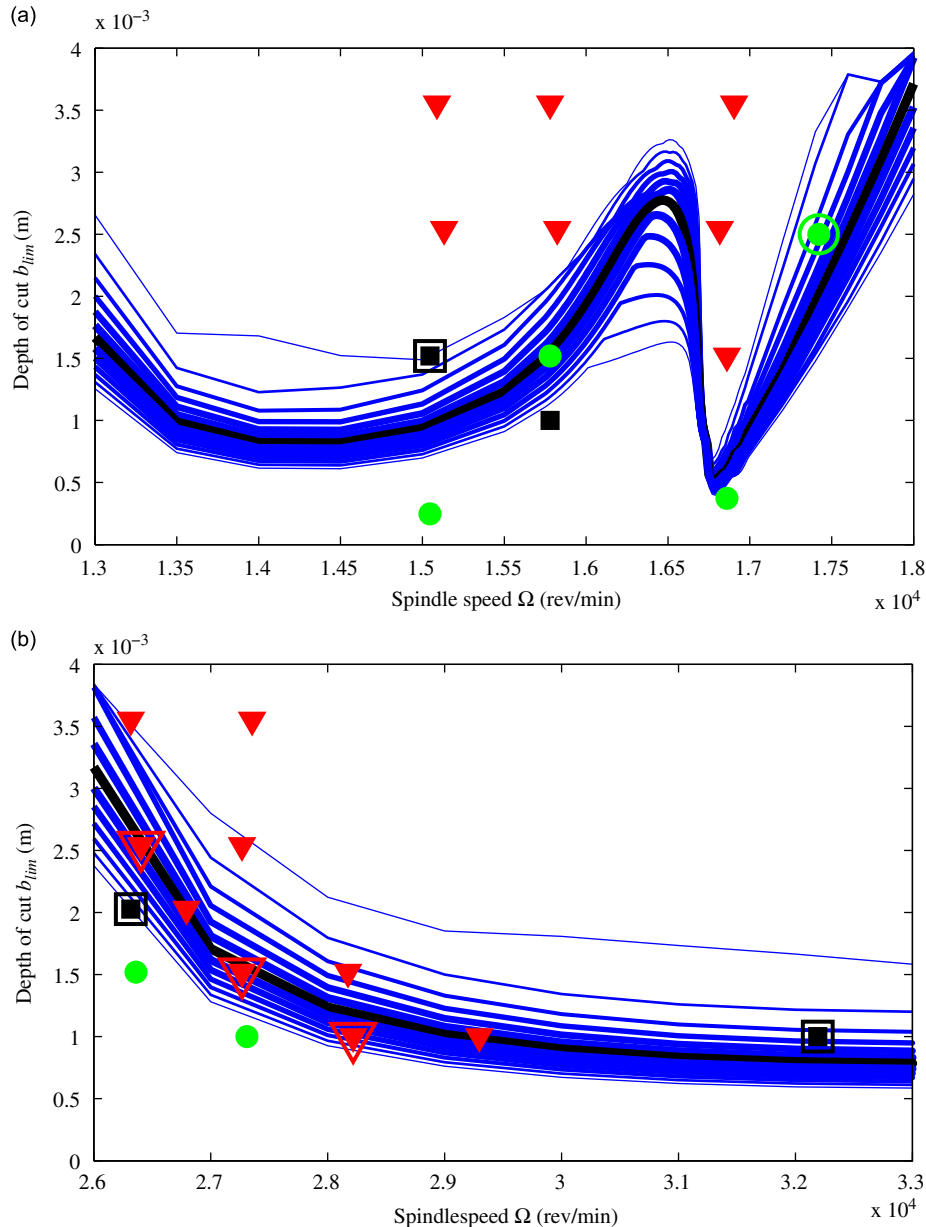 (a)
x 10⁻³
4
3.5
3
2.5
2
1.5
1
0.5
0
Depth of cut b_lim (m)
1.3 1.35 1.4 1.45 1.5 1.55 1.6 1.65 1.7 1.75 1.8
Spindle speed Ω (rev/min)
x 10⁴
(b)
x 10⁻³
4
3.5
3
2.5
2
1.5
1
0.5
0
Depth of cut b_lim (m)
2.6 2.7 2.8 2.9 3.0 3.1 3.2 3.3
Spindlespeed Ω (rev/min)
x 10⁴